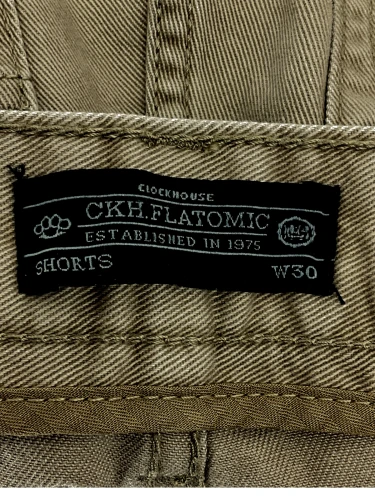 CLOCKHOUSE
CKH.FLATOMIC
ESTABLISHED IN 1975
SHORTS W30